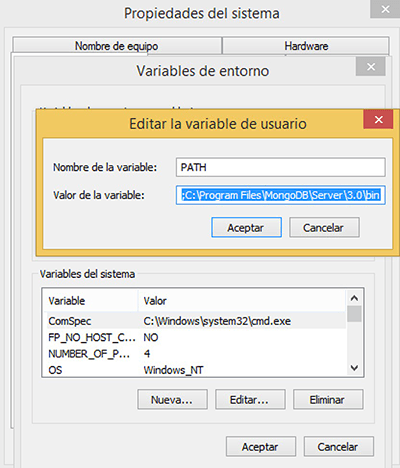 Propiedades del sistema
Nombre de equipo Hardware
Variables de entorno
Editar la variable de usuario
Nombre de la variable: PATH
Valor de la variable: ;C:\Program Files\MongoDB\Server\3.0\bin
Aceptar Cancelar
Variables del sistema
Variable Valor
ComSpec C:\Windows\system32\cmd.exe
FP_NO_HOST_C... NO
NUMBER_OF_P... 4
OS Windows_NT
Nueva... Editar... Eliminar
Aceptar Cancelar